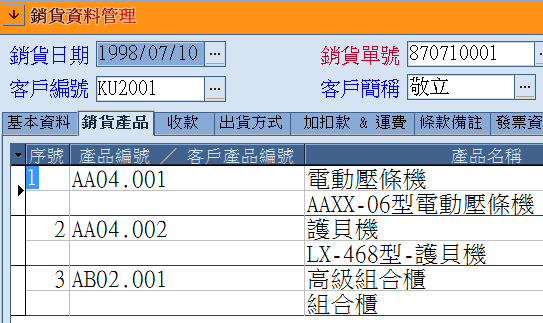 銷貨資料管理
銷貨日期 1998/07/10 ... 銷貨單號 870710001
客戶編號 KU2001 ... 客戶簡稱 敬立 ...
基本資料 銷貨產品 收款 出貨方式 加扣款 & 運費 條款備註 發票資
序號 產品編號 ／ 客戶產品編號 產品名稱
1 AA04.001 電動壓條機
AAXX-06型電動壓條機
2 AA04.002 護貝機
LX-468型-護貝機
3 AB02.001 高級組合櫃
組合櫃